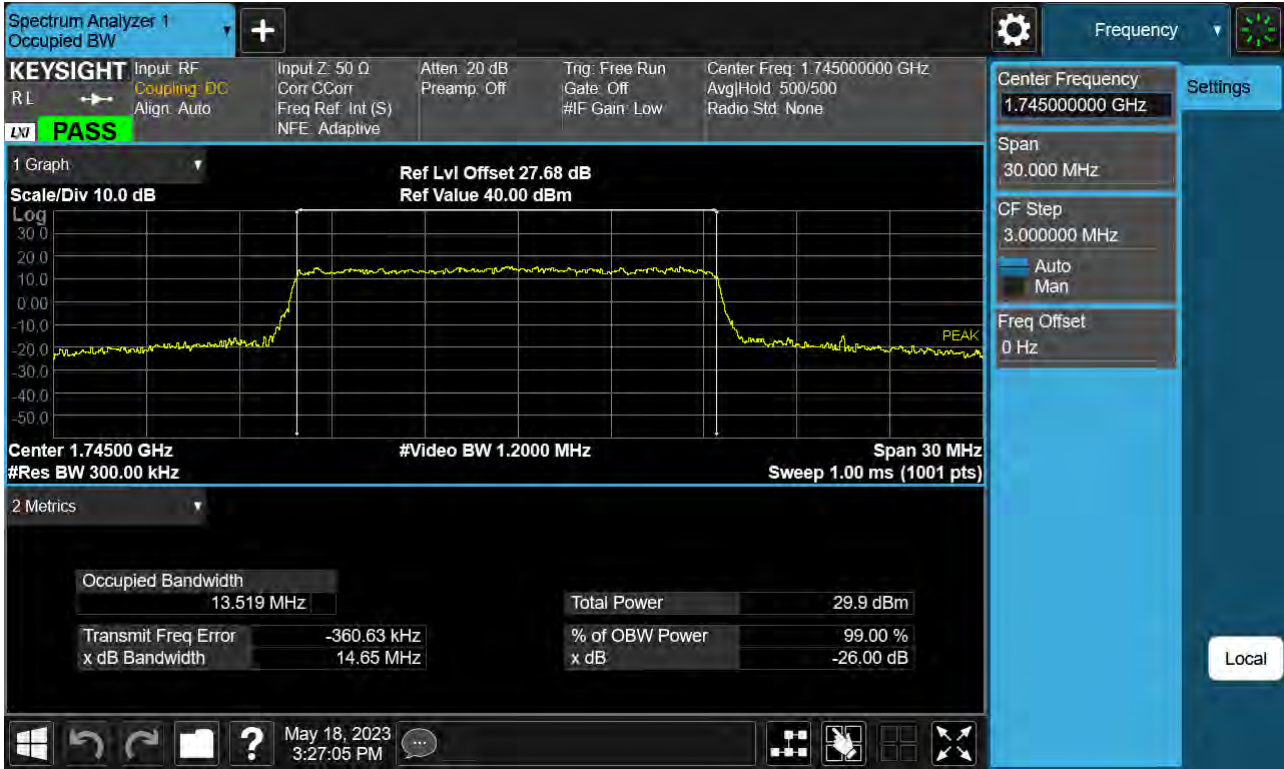 Spectrum Analyzer 1
Occupied BW
Frequency
KEYSIGHT
R L
LXI
PASS
Input: RF
Coupling: DC
Align: Auto
Input Z: 50 Ω
Corr CCorr
Freq Ref: Int (S)
NFE: Adaptive
Atten: 20 dB
Preamp: Off
Trig: Free Run
Gate: Off
#IF Gain: Low
Center Freq: 1.745000000 GHz
Avg|Hold: 500/500
Radio Std: None
Center Frequency
1.745000000 GHz
Settings
Span
30.000 MHz
CF Step
3.000000 MHz
Auto
Man
Freq Offset
0 Hz
Local
1 Graph
Scale/Div 10.0 dB
Ref Lvl Offset 27.68 dB
Ref Value 40.00 dBm
Log
30.0
20.0
10.0
0.00
-10.0
-20.0
-30.0
-40.0
-50.0
PEAK
Center 1.74500 GHz
#Res BW 300.00 kHz
#Video BW 1.2000 MHz
Span 30 MHz
Sweep 1.00 ms (1001 pts)
2 Metrics
Occupied Bandwidth
13.519 MHz
Transmit Freq Error -360.63 kHz
x dB Bandwidth 14.65 MHz
Total Power 29.9 dBm
% of OBW Power 99.00 %
x dB -26.00 dB
?
May 18, 2023
3:27:05 PM